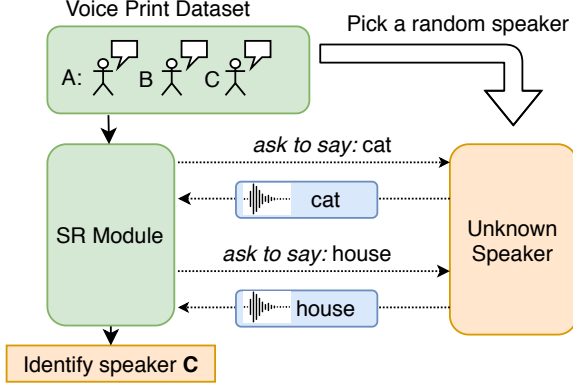 Voice Print Dataset
Pick a random speaker
A: B C
ask to say: cat
cat
SR Module
Unknown
Speaker
ask to say: house
house
Identify speaker C